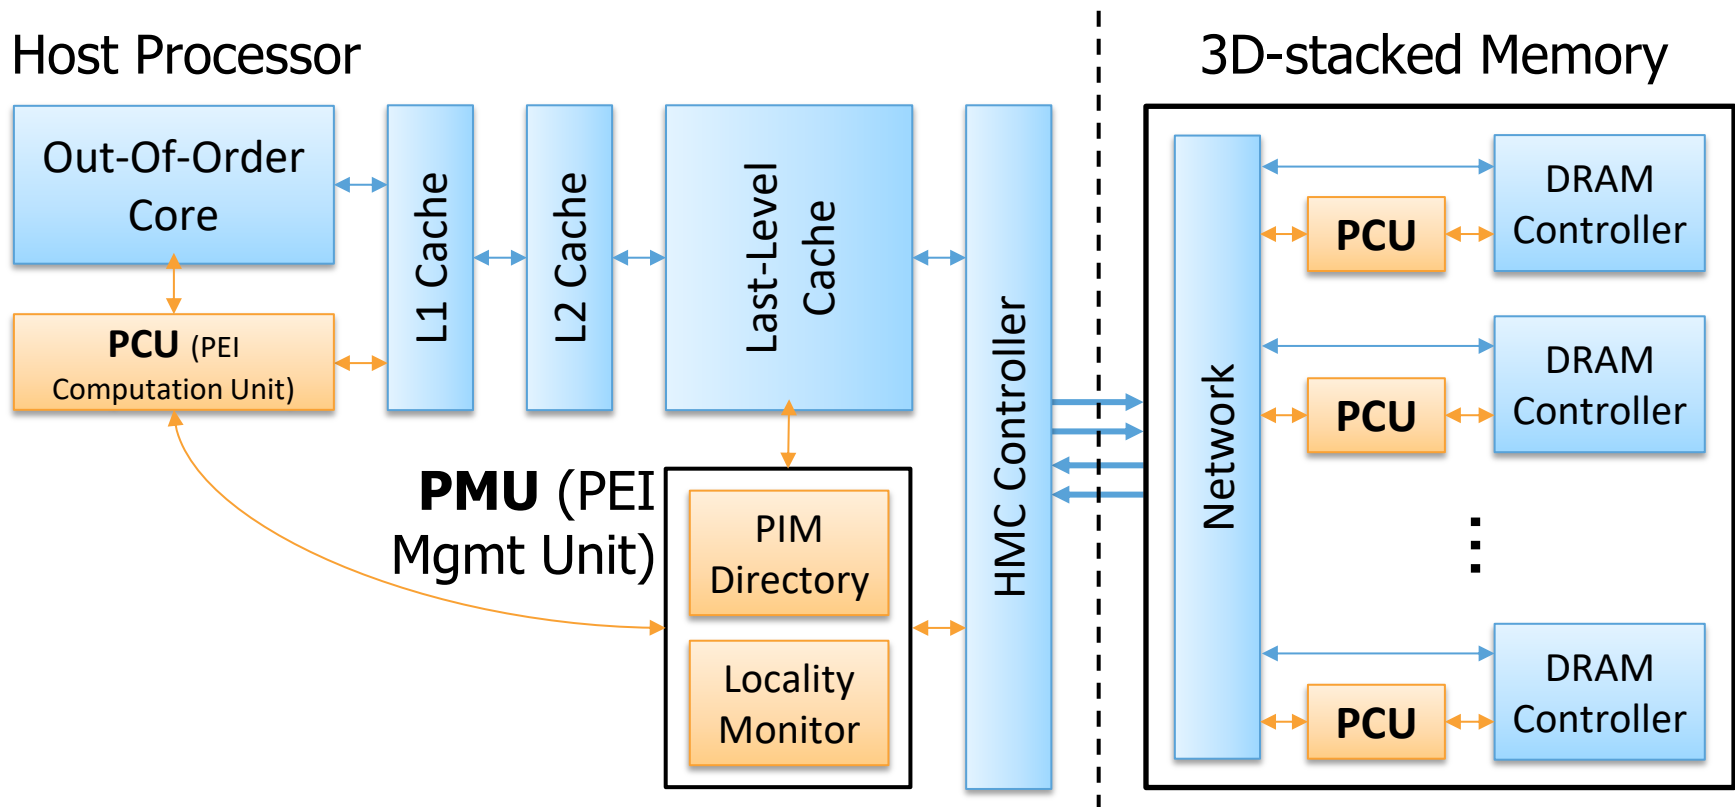 Host Processor
3D-stacked Memory
Out-Of-Order
Core
PCU (PEI
Computation Unit)
L1 Cache
L2 Cache
Last-Level
Cache
PMU (PEI
Mgmt Unit)
PIM
Directory
Locality
Monitor
HMC Controller
Network
DRAM
Controller
PCU
DRAM
Controller
PCU
DRAM
Controller
PCU